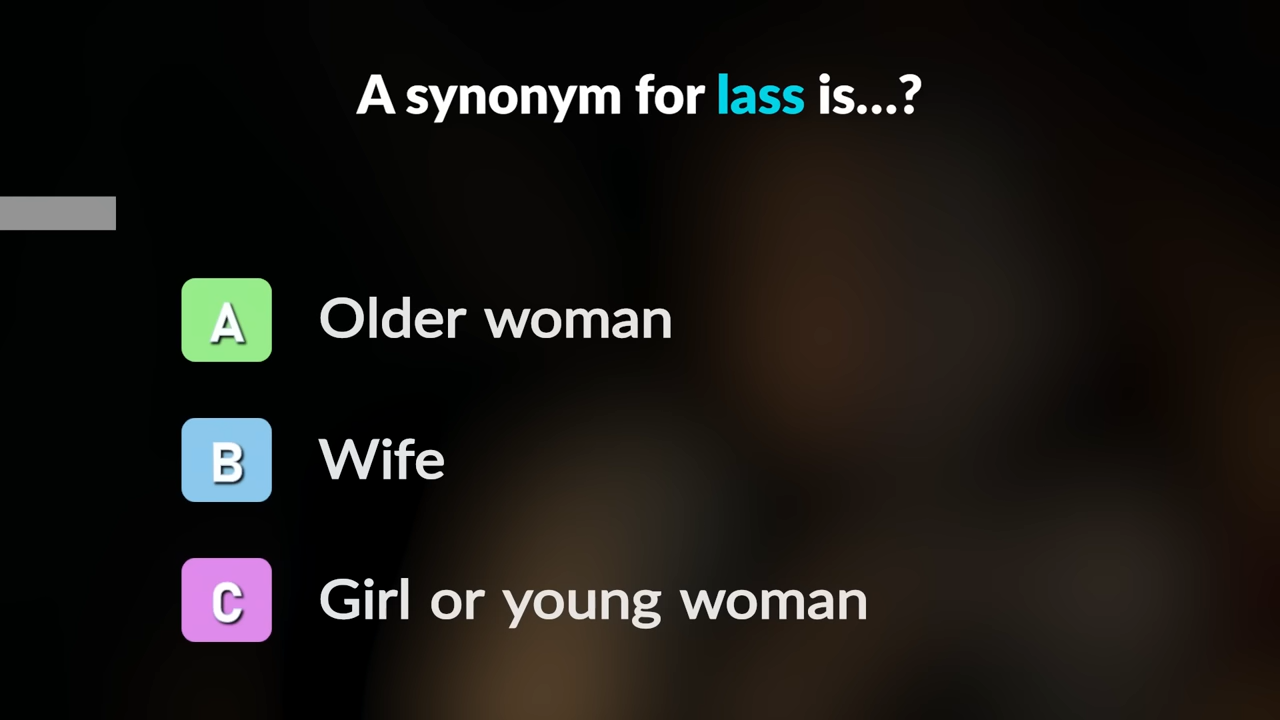 A synonym for lass is...?
A Older woman
B Wife
C Girl or young woman